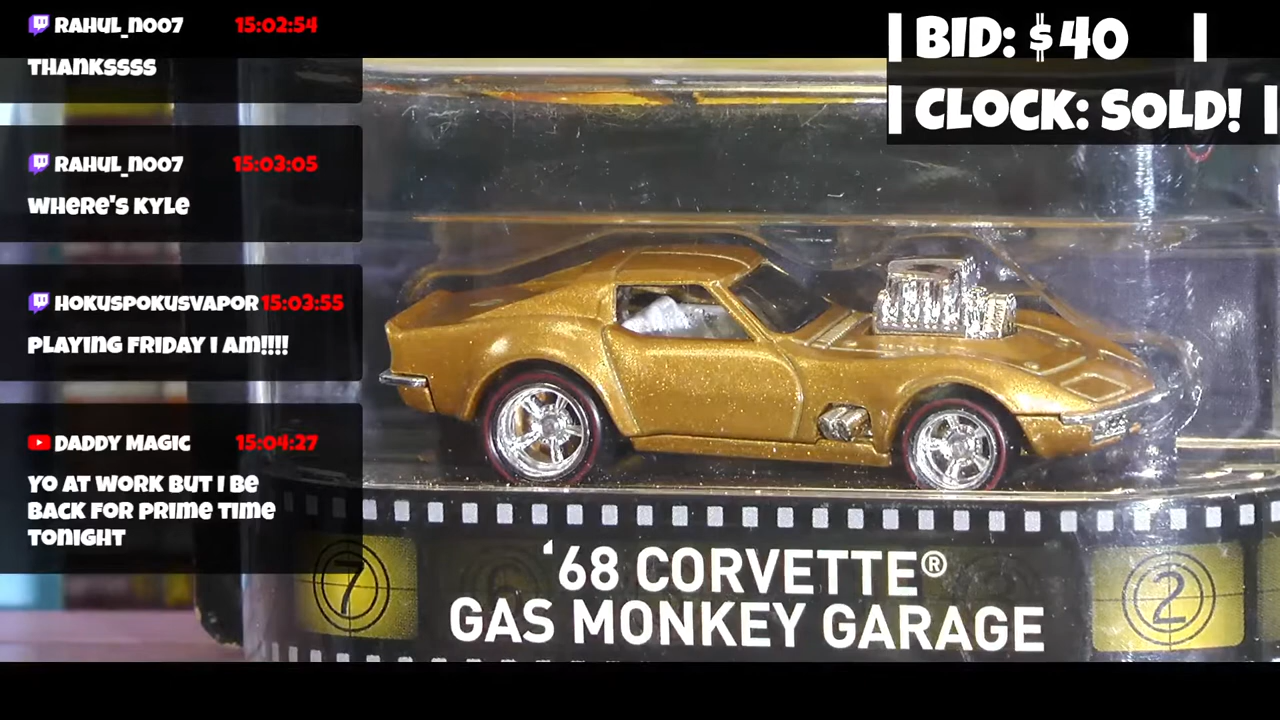 RAHUL_N007 15:02:54
THANKSSSS
RAHUL_N007 15:03:05
WHERE'S KYLE
HOKUSPOKUSVAPOR 15:03:55
PLAYING FRIDAY I AM!!!!
DADDY MAGIC 15:04:27
YO AT WORK BUT I BE
BACK FOR PRIME TIME
TONIGHT
| BID: $40 |
| CLOCK: SOLD! |
'68 CORVETTE®
GAS MONKEY GARAGE
7
2